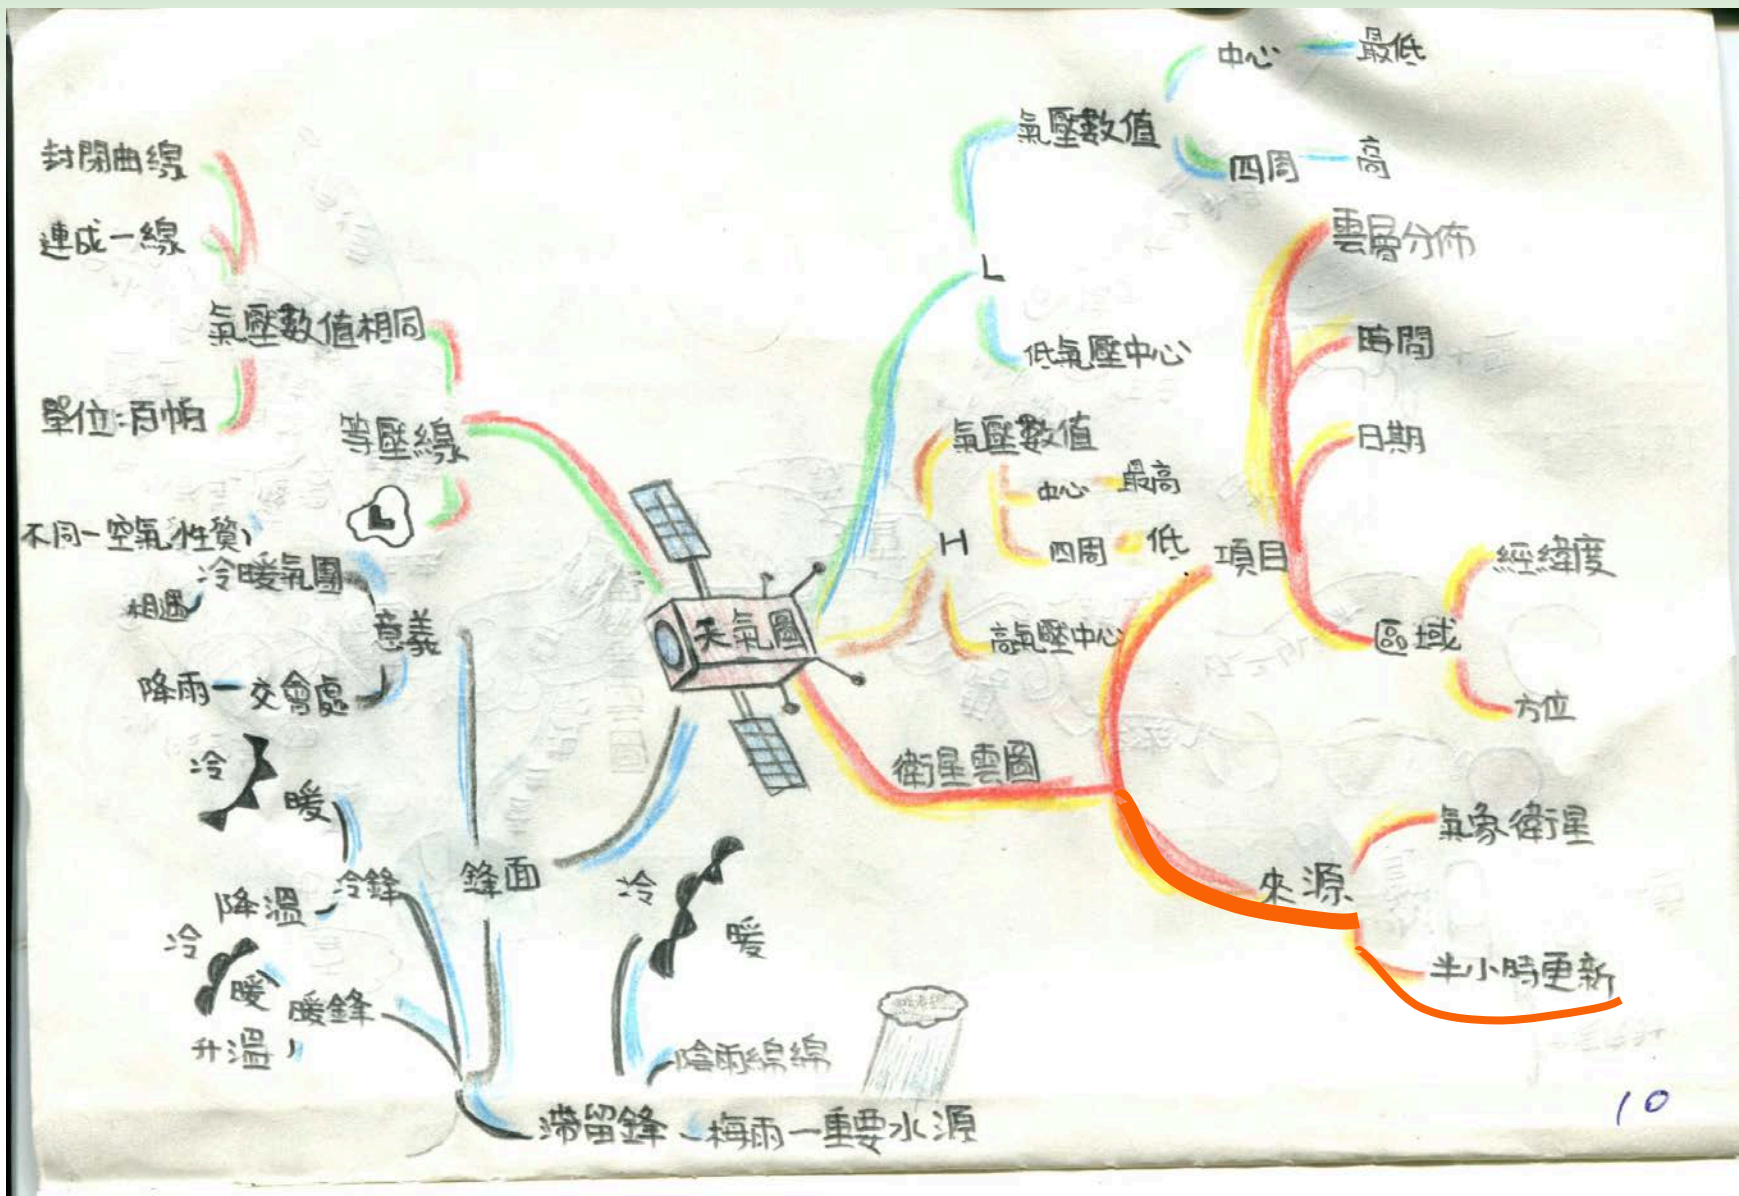 天氣圖
L
氣壓數值
中心
最低
四周
高
低氣壓中心
H
氣壓數值
中心
最高
四周
低
高氣壓中心
衛星雲圖
項目
雲層分佈
時間
日期
區域
經緯度
方位
來源
氣象衛星
半小時更新
等壓線
氣壓數值相同
封閉曲線
連成一線
單位:百帕
L
鋒面
意義
冷暖氣團
不同一空氣性質
相遇
交會處
降雨
冷鋒
冷
暖
降溫
暖鋒
冷
暖
升溫
滯留鋒
冷
暖
陰雨綿綿
梅雨一重要水源
10